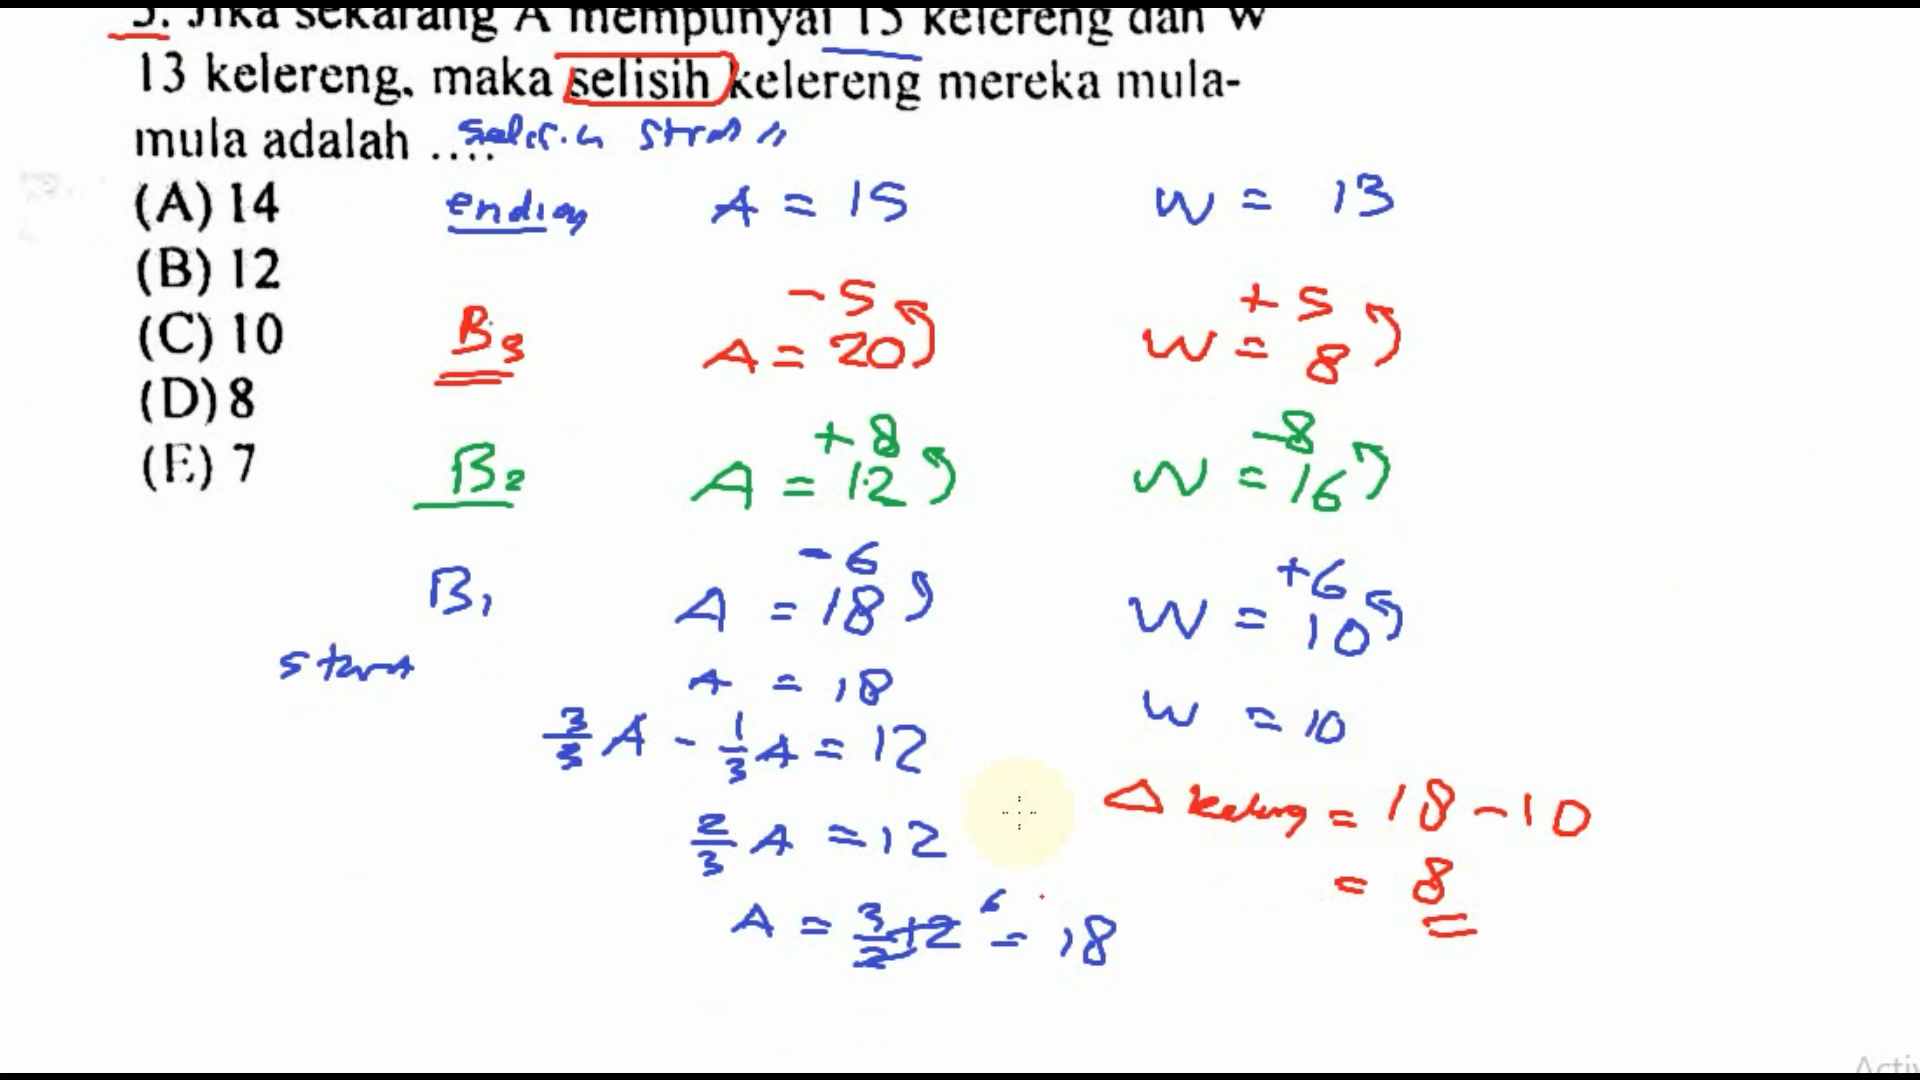 5. Jika sekarang A mempunyai 15 kelereng dan W
13 kelereng, maka selisih kelereng mereka mula-
mula adalah ....
(A) 14
(B) 12
(C) 10
(D) 8
(E) 7
ending A = 15 W = 13
- 5 + 5
B3 A = 20 W = 8
+ 8 -8
B2 A = 12 W = 16
- 6 +6
B1 A = 18 W = 10
start
A = 18 W = 10
3/3 A - 1/3 A = 12
Δ = 18 - 10
2/3 A = 12
= 8
A = 3/2 12 6 = 18